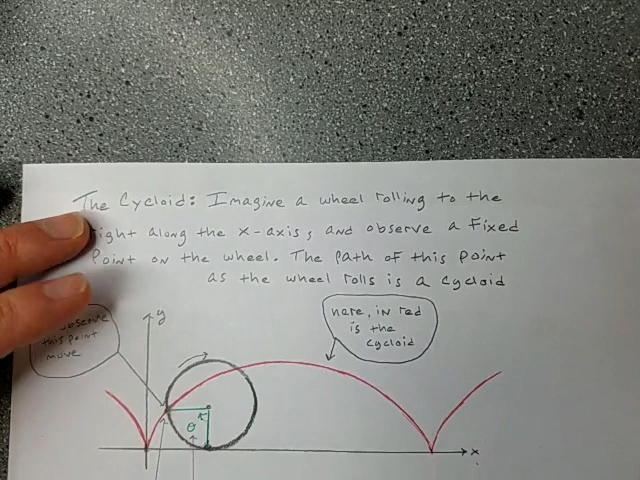 The Cycloid: Imagine a wheel rolling to the
right along the x-axis; and observe a fixed
point on the wheel. The path of this point
as the wheel rolls is a cycloid
observe
this point
move
y
here, in red
is the
cycloid
θ
x